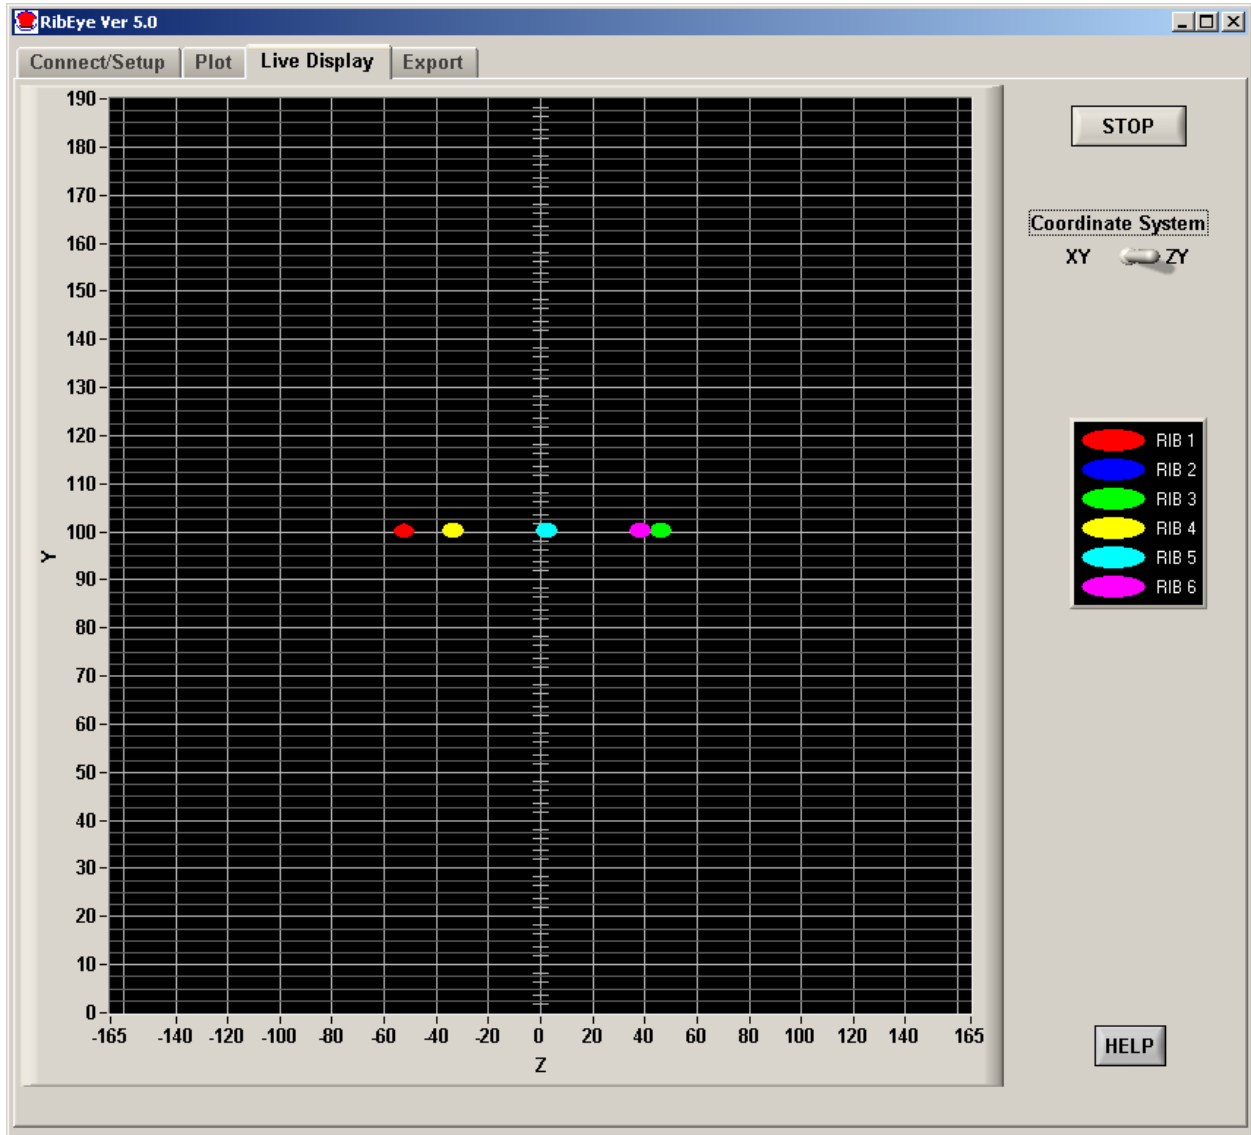 RibEye Ver 5.0
Connect/Setup Plot Live Display Export
190
180
170
160
150
140
130
120
110
100
90
80
70
60
50
40
30
20
10
0
Y
-165 -140 -120 -100 -80 -60 -40 -20 0 20 40 60 80 100 120 140 165
Z
STOP
Coordinate System
XY ZY
RIB 1
RIB 2
RIB 3
RIB 4
RIB 5
RIB 6
HELP